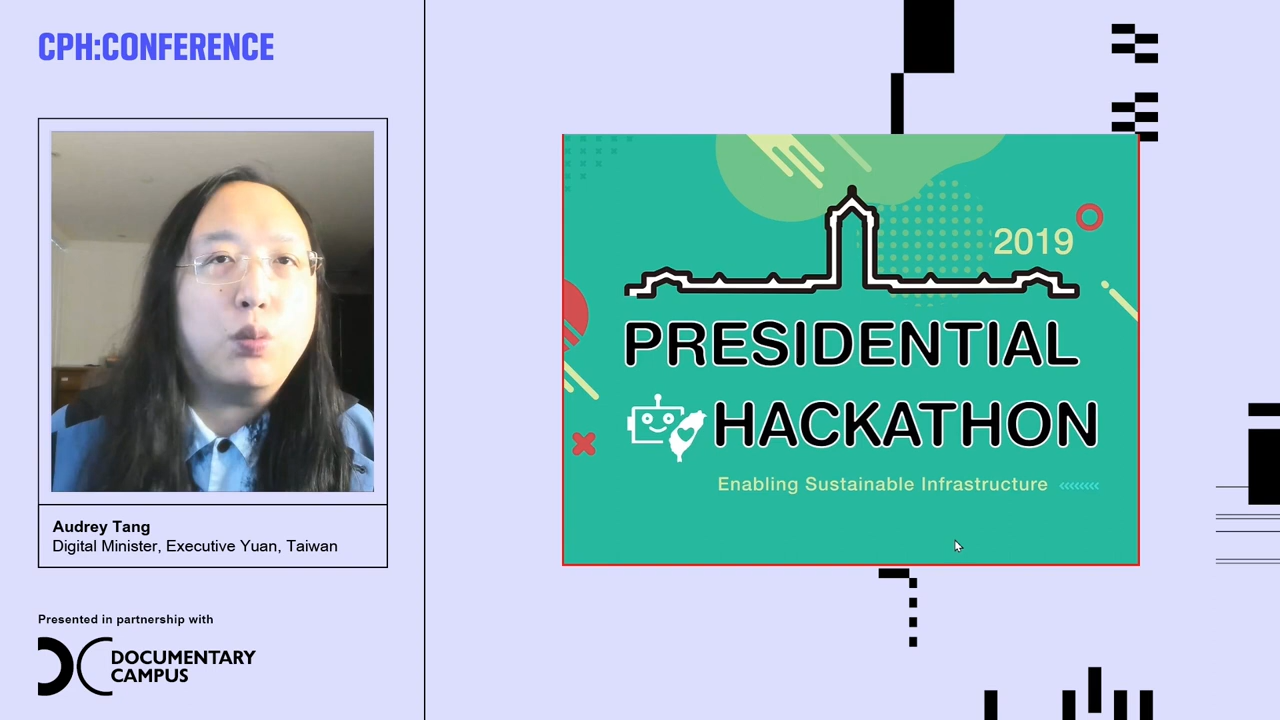 CPH:CONFERENCE
2019
PRESIDENTIAL
HACKATHON
Enabling Sustainable Infrastructure
Audrey Tang
Digital Minister, Executive Yuan, Taiwan
Presented in partnership with
DOCUMENTARY
CAMPUS